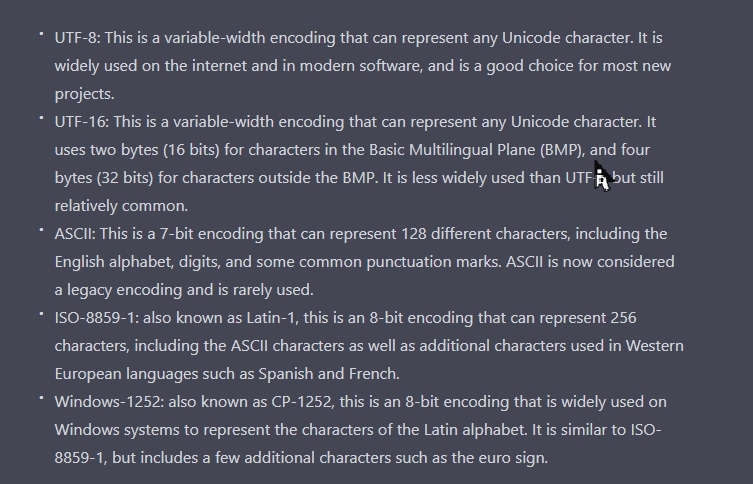 • UTF-8: This is a variable-width encoding that can represent any Unicode character. It is
widely used on the internet and in modern software, and is a good choice for most new
projects.
• UTF-16: This is a variable-width encoding that can represent any Unicode character. It
uses two bytes (16 bits) for characters in the Basic Multilingual Plane (BMP), and four
bytes (32 bits) for characters outside the BMP. It is less widely used than but still
relatively common.
• ASCII: This is a 7-bit encoding that can represent 128 different characters, including the
English alphabet, digits, and some common punctuation marks. ASCII is now considered
a legacy encoding and is rarely used.
• ISO-8859-1: also known as Latin-1, this is an 8-bit encoding that can represent 256
characters, including the ASCII characters as well as additional characters used in Western
European languages such as Spanish and French.
• Windows-1252: also known as CP-1252, this is an 8-bit encoding that is widely used on
Windows systems to represent the characters of the Latin alphabet. It is similar to ISO-
8859-1, but includes a few additional characters such as the euro sign.